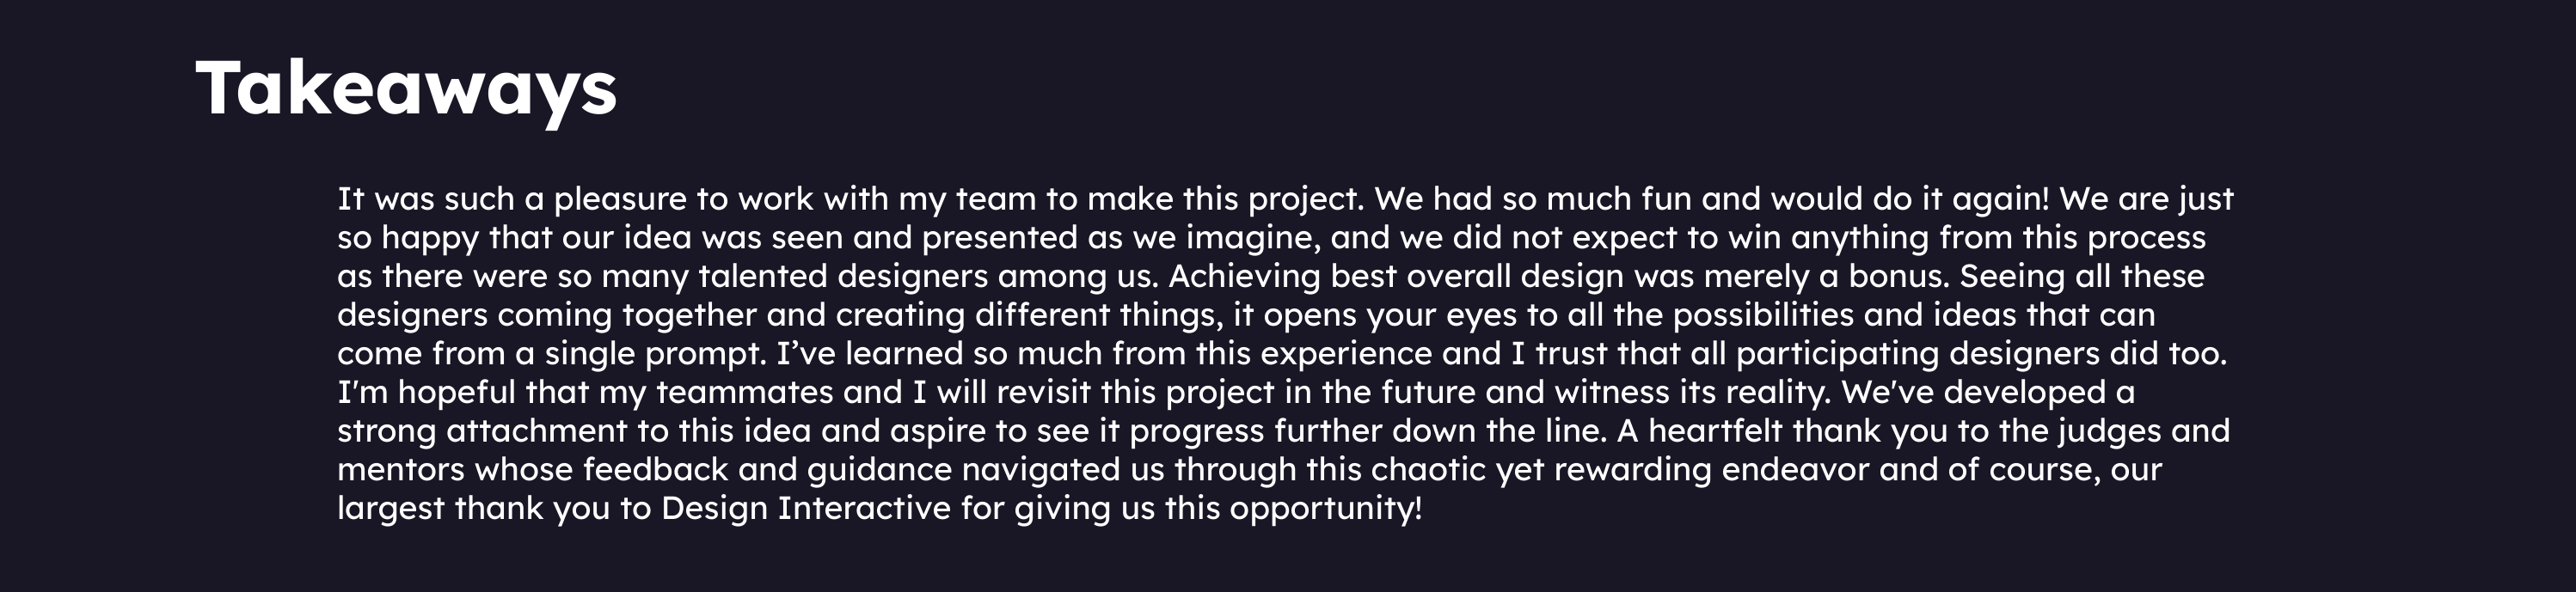 Takeaways
It was such a pleasure to work with my team to make this project. We had so much fun and would do it again! We are just
so happy that our idea was seen and presented as we imagine, and we did not expect to win anything from this process
as there were so many talented designers among us. Achieving best overall design was merely a bonus. Seeing all these
designers coming together and creating different things, it opens your eyes to all the possibilities and ideas that can
come from a single prompt. I’ve learned so much from this experience and I trust that all participating designers did too.
I'm hopeful that my teammates and I will revisit this project in the future and witness its reality. We've developed a
strong attachment to this idea and aspire to see it progress further down the line. A heartfelt thank you to the judges and
mentors whose feedback and guidance navigated us through this chaotic yet rewarding endeavor and of course, our
largest thank you to Design Interactive for giving us this opportunity!